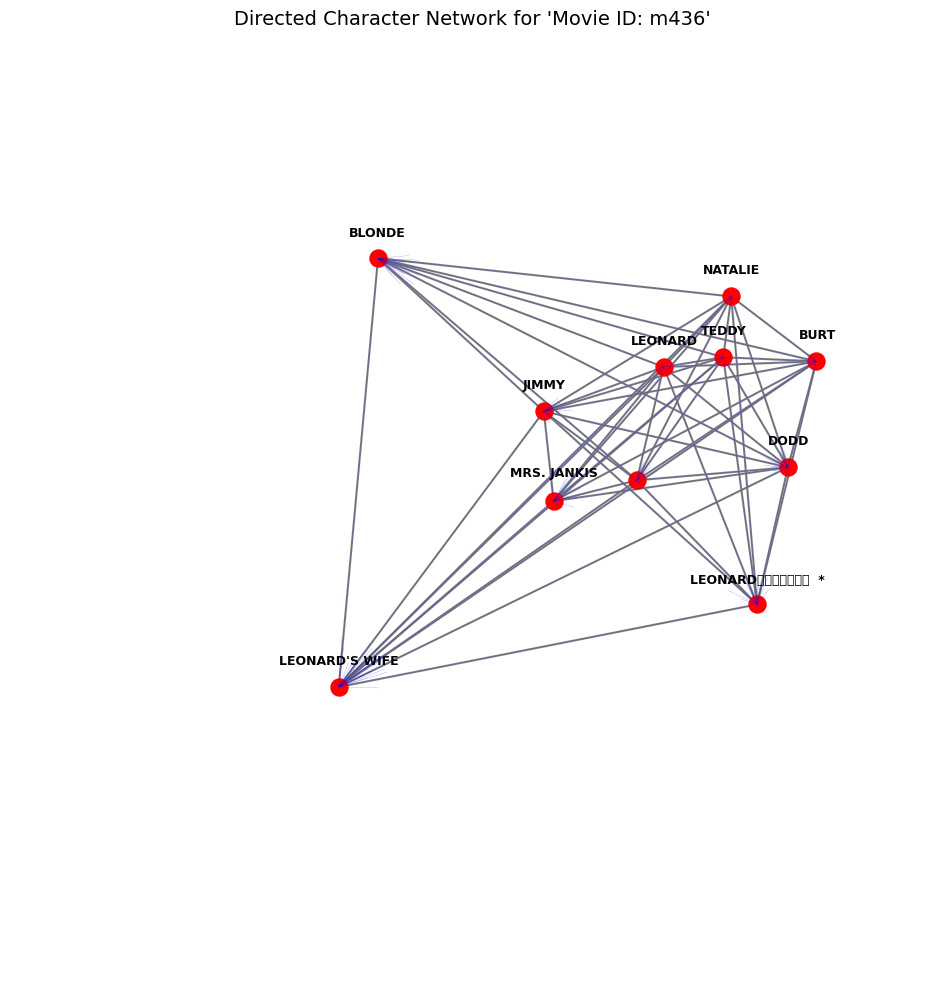 Directed Character Network for 'Movie ID: m436'
BLONDE
NATALIE
TEDDY
BURT
LEONARD
JIMMY
DODD
MRS. JANKIS
LEONARD▯▯▯▯▯▯▯ *
LEONARD'S WIFE